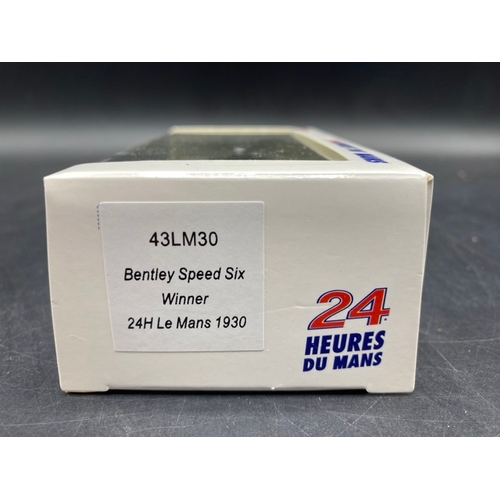 43LM30
Bentley Speed Six
Winner
24H Le Mans 1930
24
HEURES
DU MANS